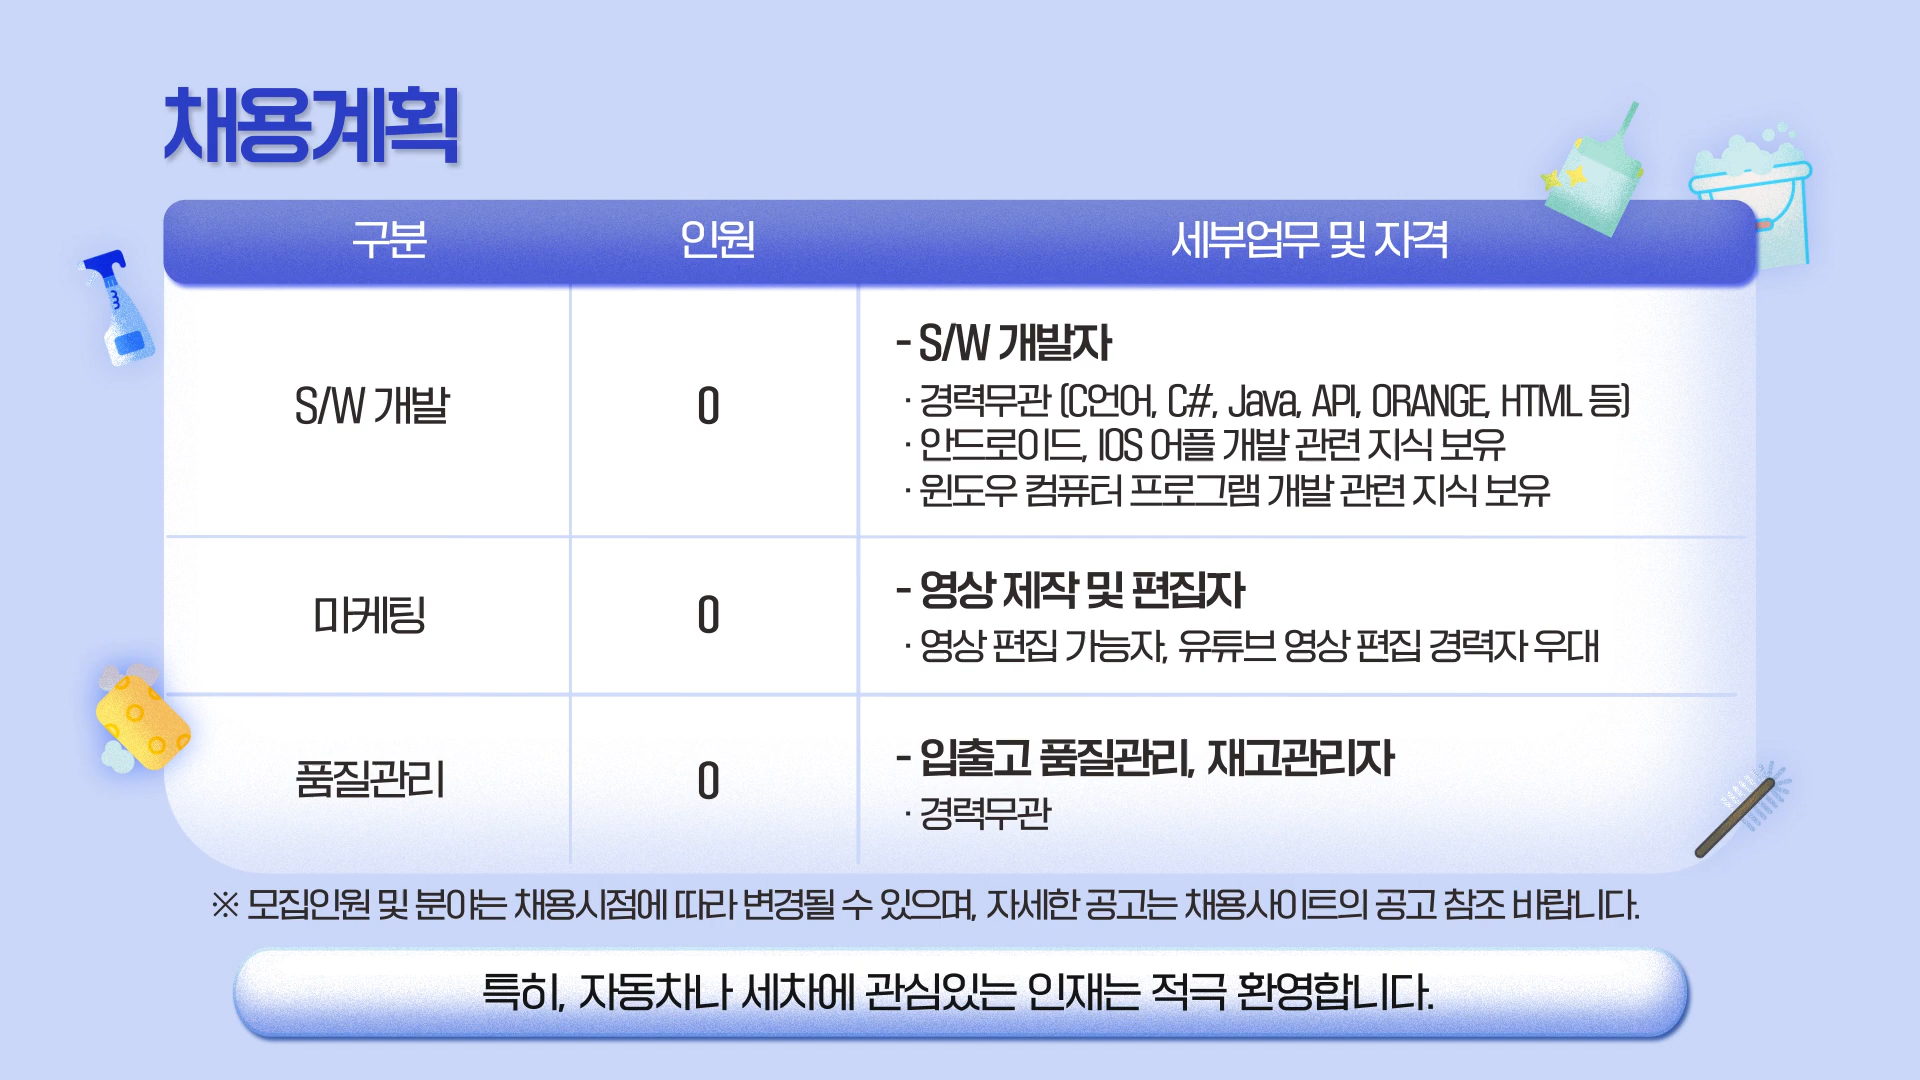 채용계획
구분 인원 세부업무 및 자격
S/W 개발 0
- S/W 개발자
· 경력무관 (C언어, C#, Java, API, ORANGE, HTML 등)
· 안드로이드, IOS 어플 개발 관련 지식 보유
· 윈도우 컴퓨터 프로그램 개발 관련 지식 보유
마케팅 0
- 영상 제작 및 편집자
· 영상 편집 가능자, 유튜브 영상 편집 경력자 우대
품질관리 0
- 입출고 품질관리, 재고관리자
· 경력무관
※ 모집인원 및 분야는 채용시점에 따라 변경될 수 있으며, 자세한 공고는 채용사이트의 공고 참조 바랍니다.
특히, 자동차나 세차에 관심있는 인재는 적극 환영합니다.